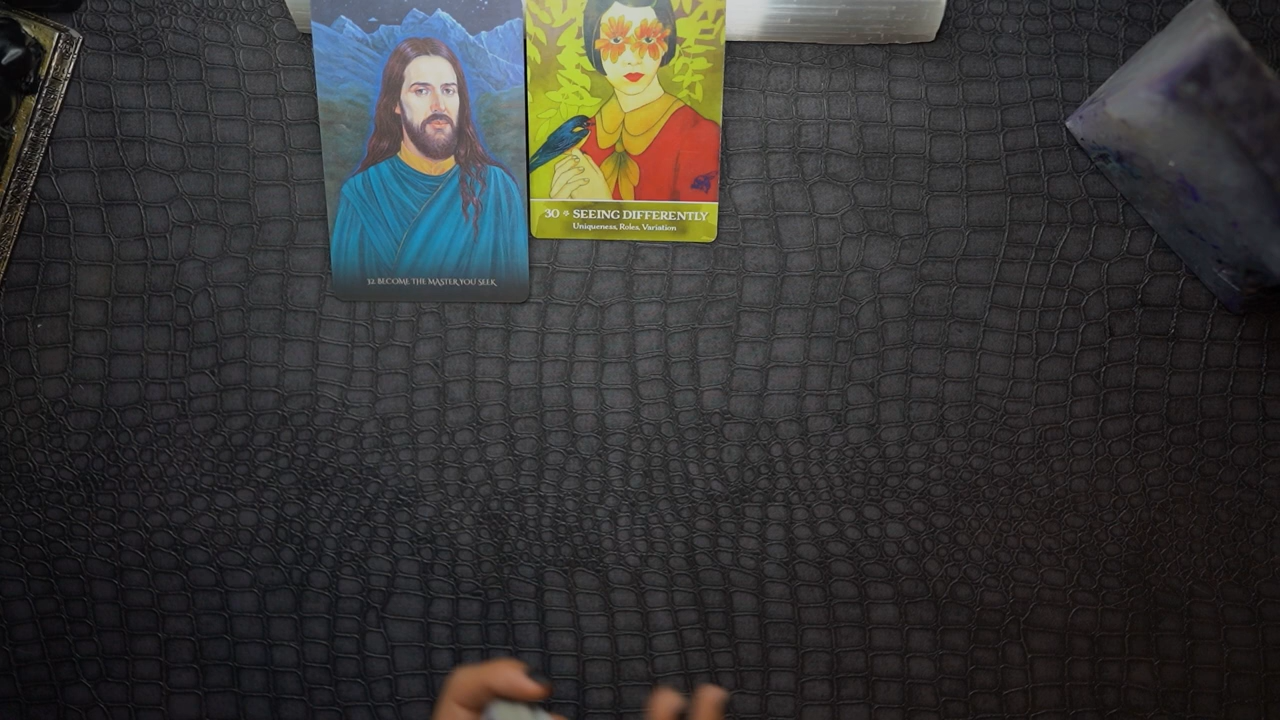 32 BECOME THE MASTER YOU SEEK
30 SEEING DIFFERENTLY
Uniqueness, Roles, Variation